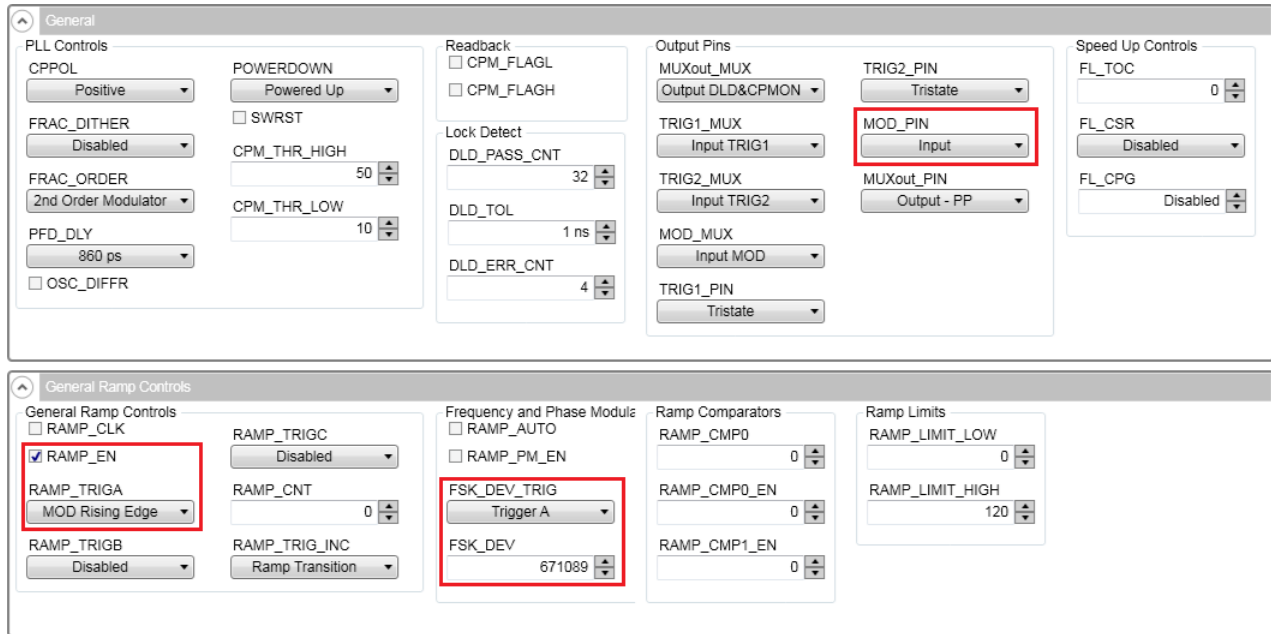 General
PLL Controls
CPPOL
Positive
FRAC_DITHER
Disabled
FRAC_ORDER
2nd Order Modulator
PFD_DLY
860 ps
OSC_DIFFR
POWERDOWN
Powered Up
SWRST
CPM_THR_HIGH
50
CPM_THR_LOW
10
Readback
CPM_FLAGL
CPM_FLAGH
Lock Detect
DLD_PASS_CNT
32
DLD_TOL
1 ns
DLD_ERR_CNT
4
Output Pins
MUXout_MUX
Output DLD&CPMON
TRIG1_MUX
Input TRIG1
TRIG2_MUX
Input TRIG2
MOD_MUX
Input MOD
TRIG1_PIN
Tristate
TRIG2_PIN
Tristate
MOD_PIN
Input
MUXout_PIN
Output - PP
Speed Up Controls
FL_TOC
0
FL_CSR
Disabled
FL_CPG
Disabled
General Ramp Controls
General Ramp Controls
RAMP_CLK
RAMP_EN
RAMP_TRIGA
MOD Rising Edge
RAMP_TRIGB
Disabled
RAMP_TRIGC
Disabled
RAMP_CNT
0
RAMP_TRIG_INC
Ramp Transition
Frequency and Phase Modula
RAMP_AUTO
RAMP_PM_EN
FSK_DEV_TRIG
Trigger A
FSK_DEV
671089
Ramp Comparators
RAMP_CMP0
0
RAMP_CMP0_EN
0
RAMP_CMP1_EN
0
Ramp Limits
RAMP_LIMIT_LOW
0
RAMP_LIMIT_HIGH
120